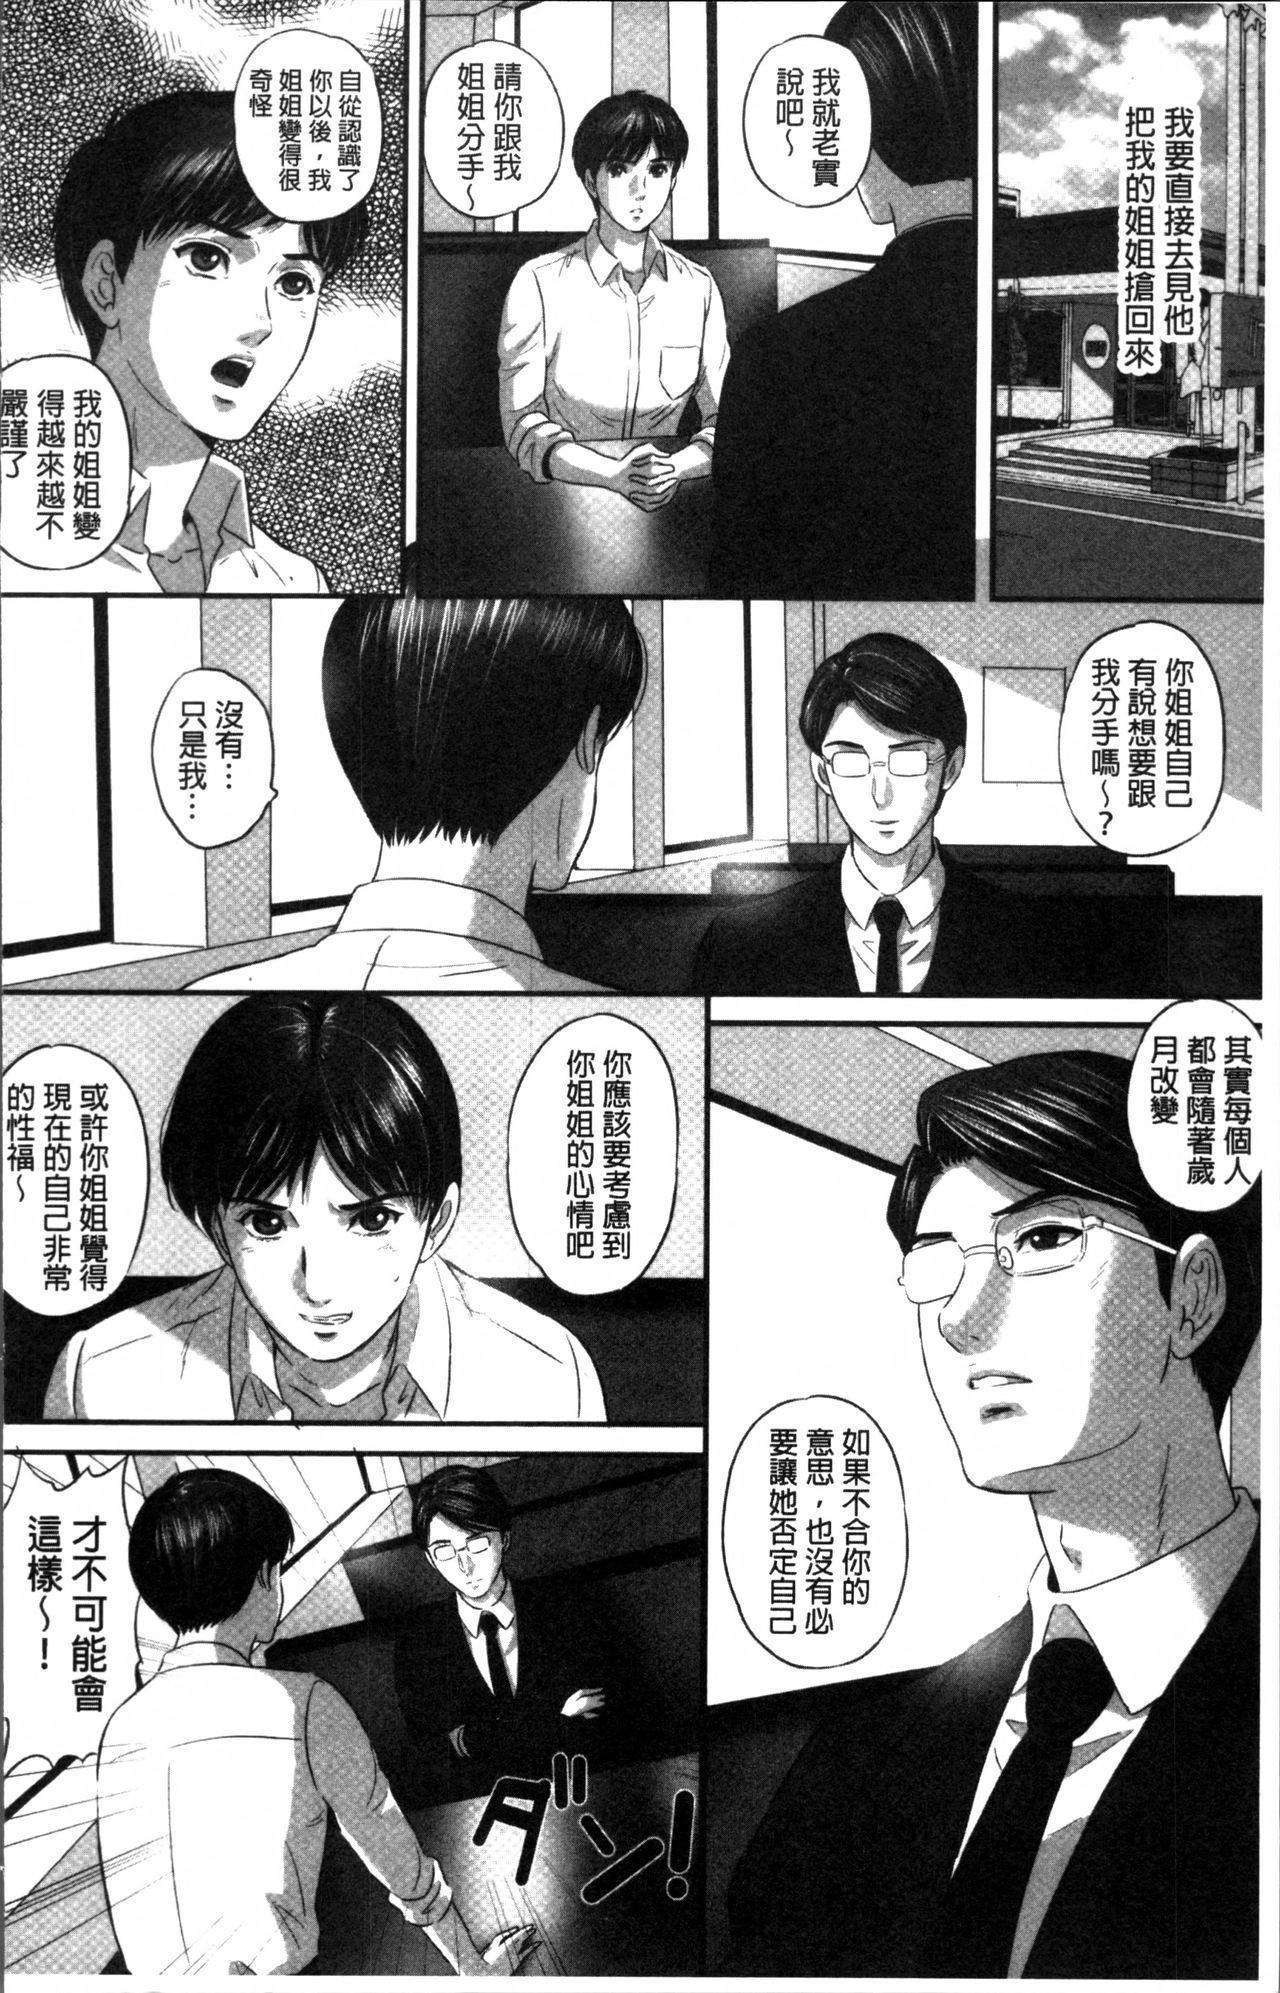 我要直接去見他
把我的姐姐搶回來
我就老實
說吧～
請你跟我
姐姐分手～
自從認識了
你以後，我
姐姐變得很
奇怪
我的姐姐變
得越來越不
嚴謹了
你姐姐自己
有說想要跟
我分手嗎～?
沒有…
只是我…
其實每個人
都會隨著歲
月改變
如果不合你的
意思，也沒有必
要讓她否定自己
你應該要考慮到
你姐姐的心情吧
或許你姐姐覺得
現在的自己非常
的性福～
才不可能會
這樣～!
ダン!